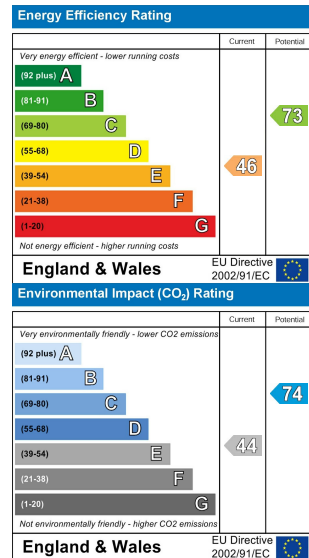 Energy Efficiency Rating
Current Potential
Very energy efficient - lower running costs
(92 plus) A
(81-91) B
(69-80) C
73
(55-68) D
(39-54) E
46
(21-38) F
(1-20) G
Not energy efficient - higher running costs
England & Wales
EU Directive
2002/91/EC
Environmental Impact (CO₂) Rating
Current Potential
Very environmentally friendly - lower CO2 emissions
(92 plus) A
(81-91) B
(69-80) C
74
(55-68) D
(39-54) E
44
(21-38) F
(1-20) G
Not environmentally friendly - higher CO2 emissions
England & Wales
EU Directive
2002/91/EC